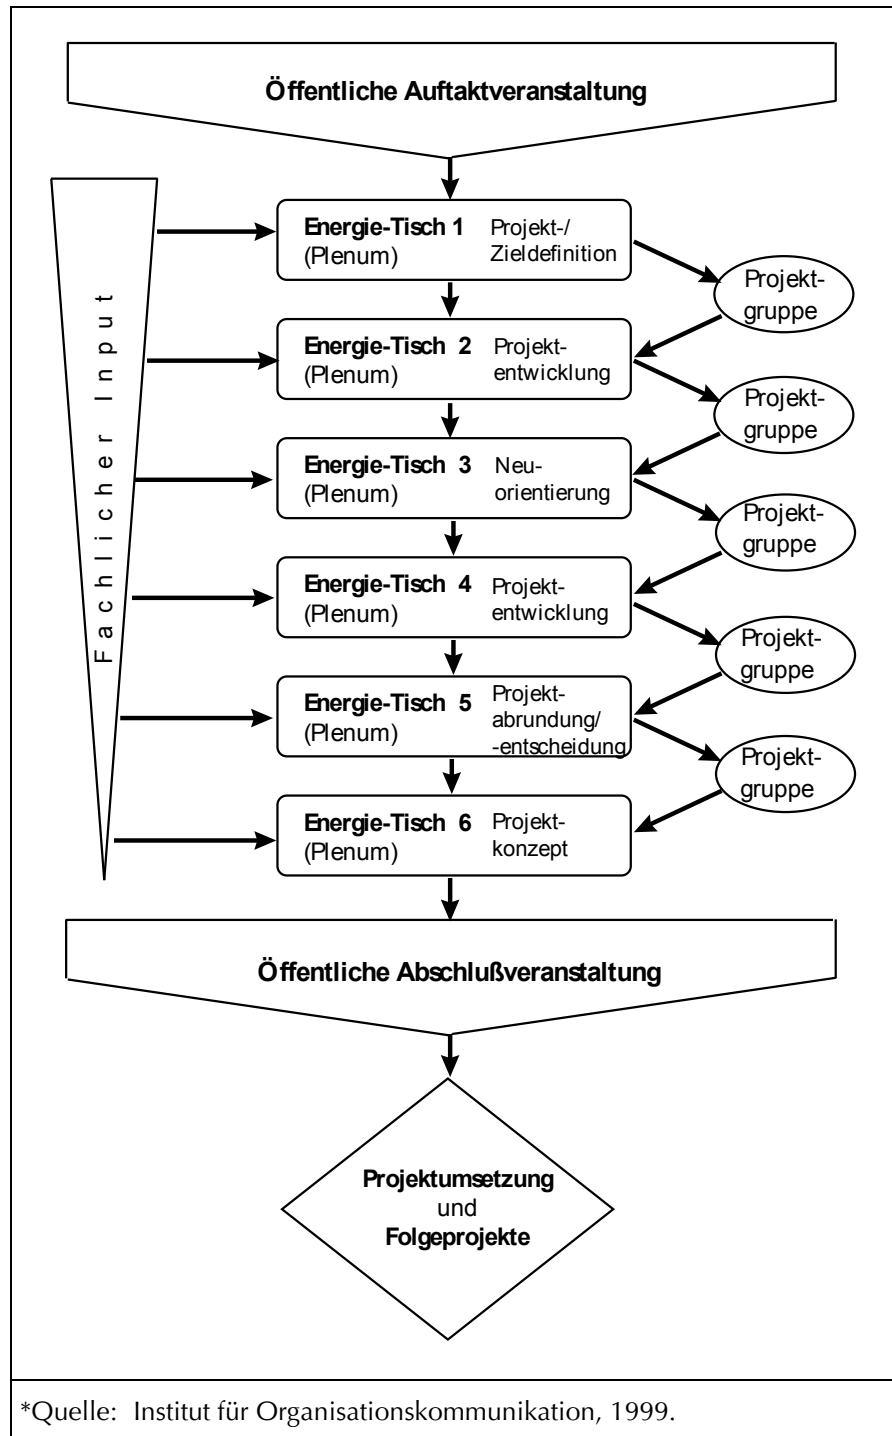 Öffentliche Auftaktveranstaltung
Fachlicher Input
Energie-Tisch 1 Projekt-/
(Plenum) Zieldefinition
Projekt-
gruppe
Energie-Tisch 2 Projekt-
(Plenum) entwicklung
Projekt-
gruppe
Energie-Tisch 3 Neu-
(Plenum) orientierung
Projekt-
gruppe
Energie-Tisch 4 Projekt-
(Plenum) entwicklung
Projekt-
gruppe
Energie-Tisch 5 Projekt-
(Plenum) abrundung/
-entscheidung
Projekt-
gruppe
Energie-Tisch 6 Projekt-
(Plenum) konzept
Öffentliche Abschlußveranstaltung
Projektumsetzung
und
Folgeprojekte
*Quelle: Institut für Organisationskommunikation, 1999.